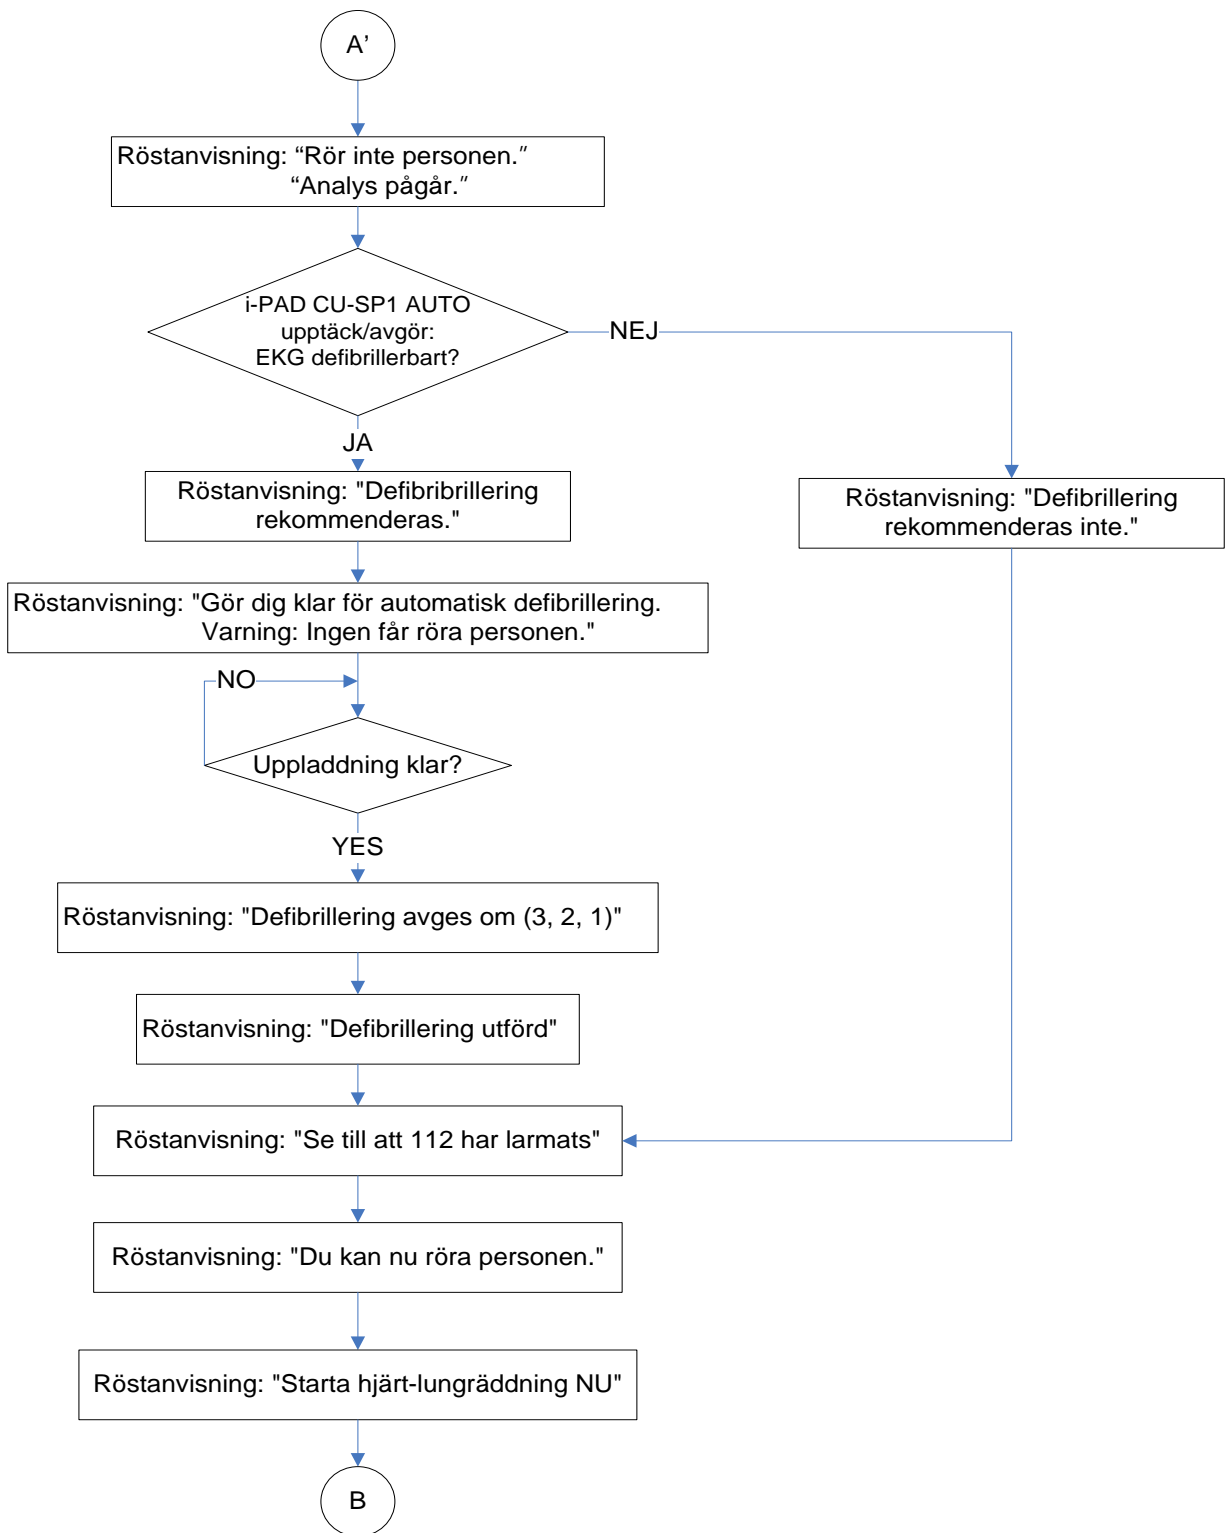 A’
Röstanvisning: “Rör inte personen.”
“Analys pågår.”
i-PAD CU-SP1 AUTO
upptäck/avgör:
EKG defibrillerbart?
NEJ
JA
Röstanvisning: "Defibribrillering
rekommenderas."
Röstanvisning: "Defibrillering
rekommenderas inte."
Röstanvisning: "Gör dig klar för automatisk defibrillering.
Varning: Ingen får röra personen."
NO
Uppladdning klar?
YES
Röstanvisning: "Defibrillering avges om (3, 2, 1)"
Röstanvisning: "Defibrillering utförd"
Röstanvisning: "Se till att 112 har larmats"
Röstanvisning: "Du kan nu röra personen."
Röstanvisning: "Starta hjärt-lungräddning NU"
B